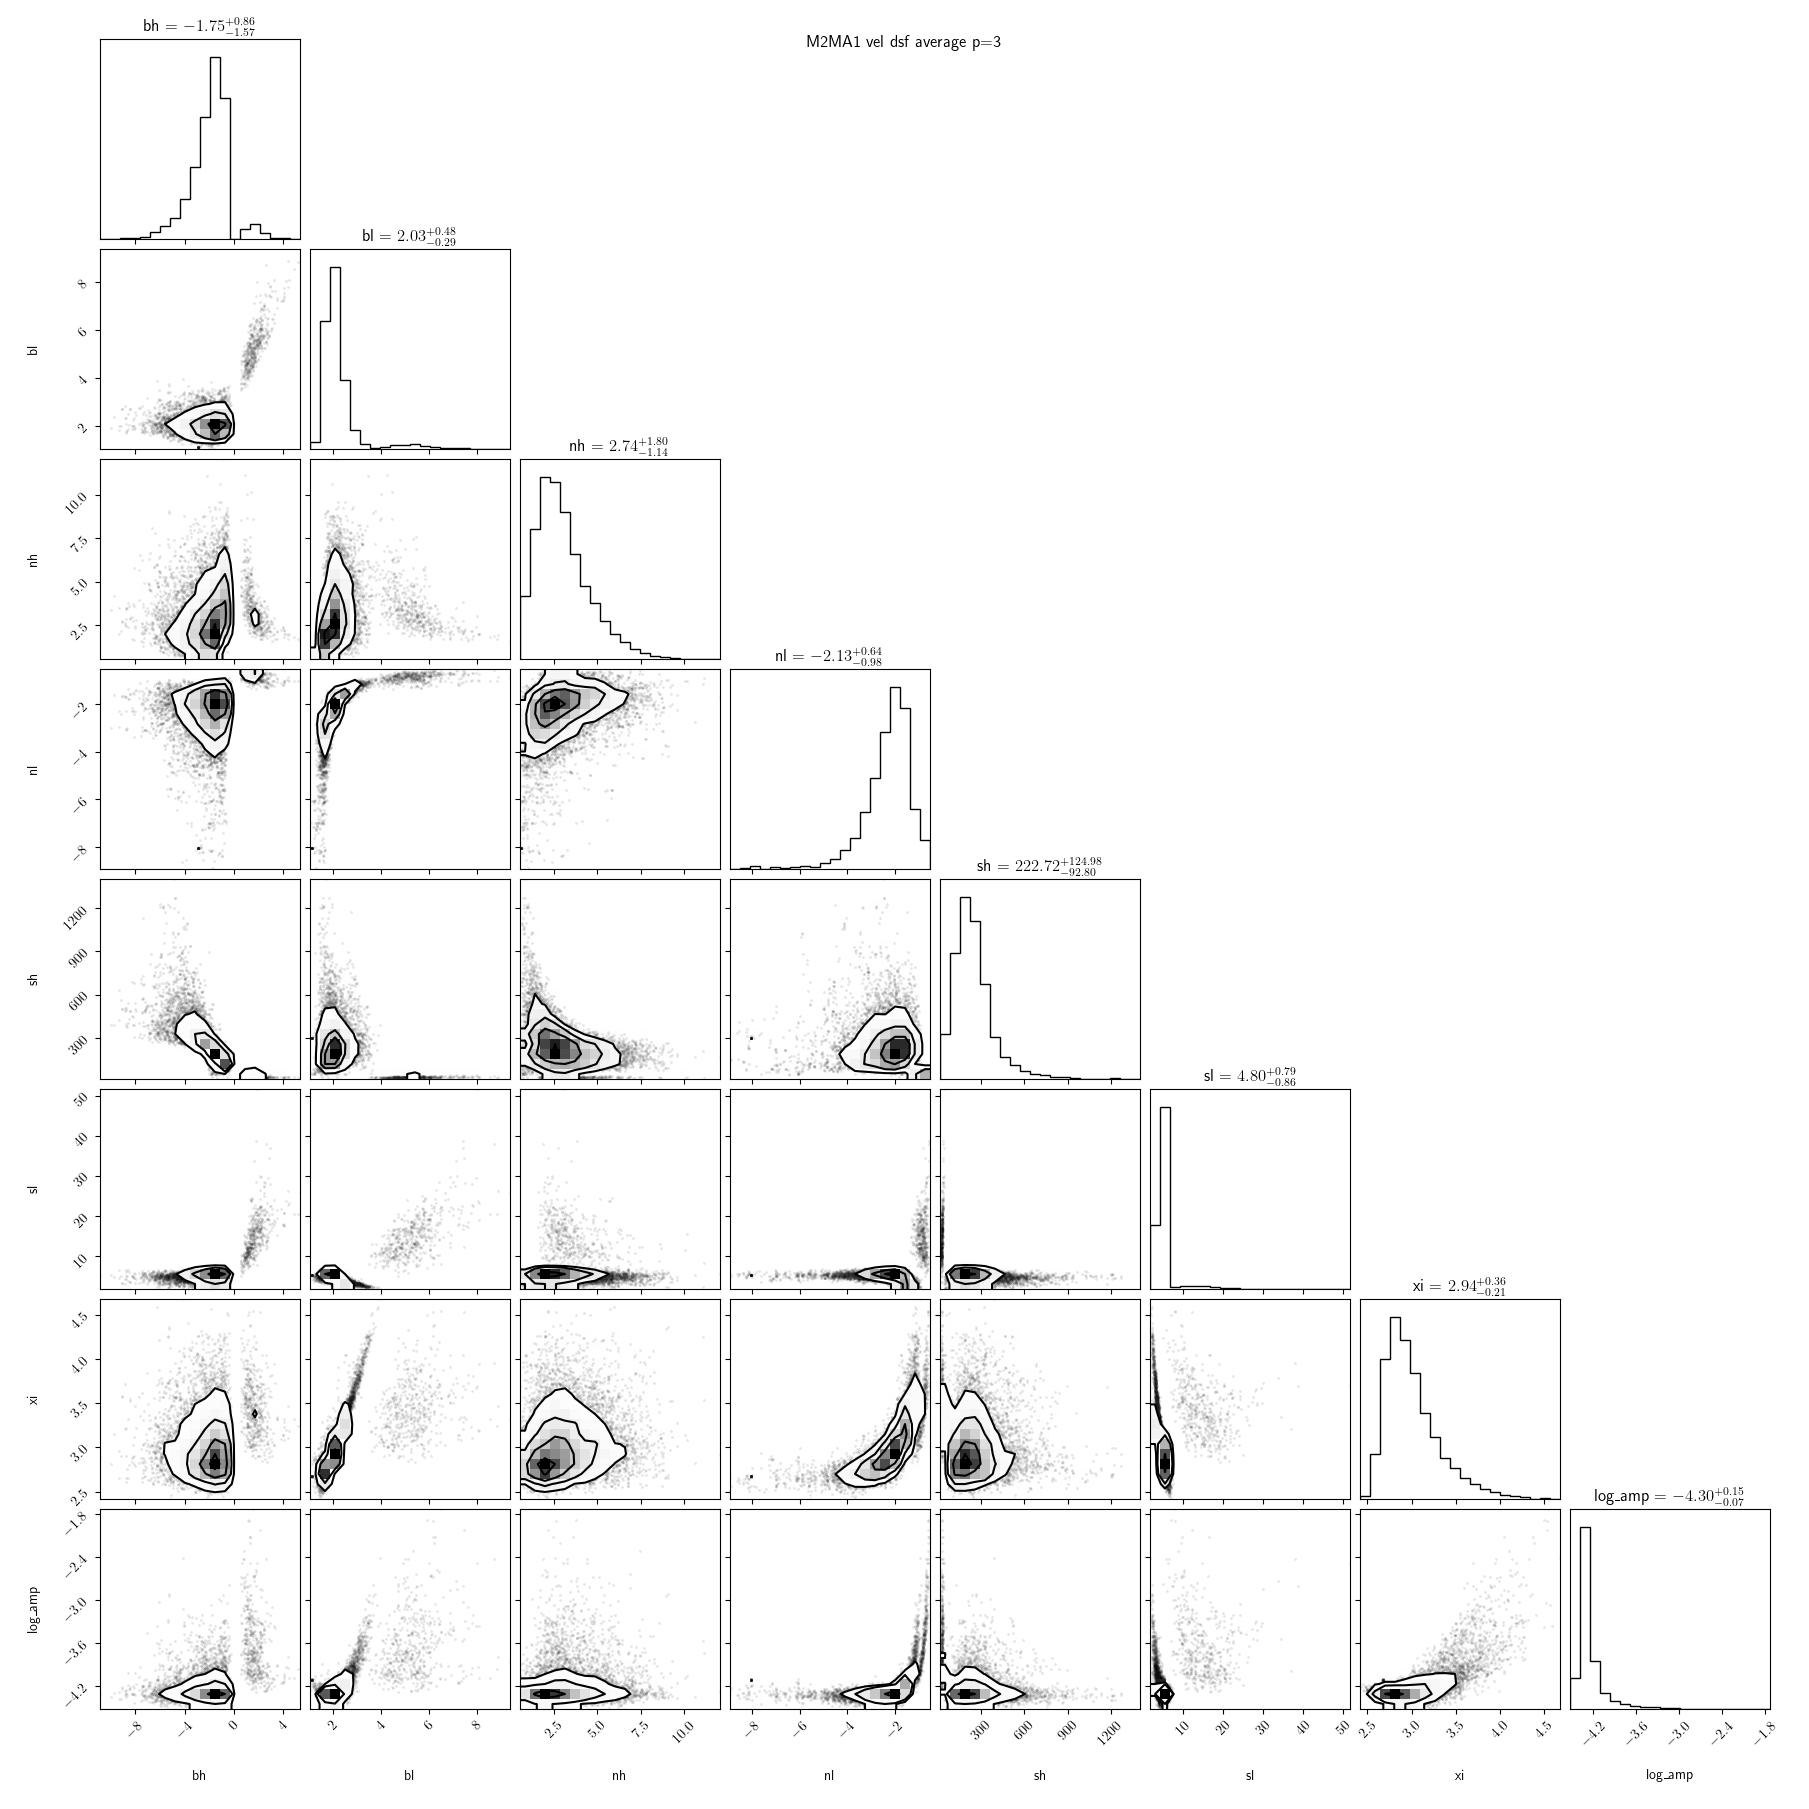 bh = −1.75+0.86 −1.57
M2MA1 vel dsf average p=3
bl = 2.03+0.48 −0.29
8
6
4
2
bl
nh = 2.74+1.80 −1.14
10.0
7.5
5.0
2.5
nh
nl = −2.13+0.64 −0.98
−2
−4
−6
−8
nl
sh = 222.72+124.98 −92.80
1200
900
600
300
sh
sl = 4.80+0.79 −0.86
50
40
30
20
10
sl
xi = 2.94+0.36 −0.21
4.5
4.0
3.5
3.0
2.5
xi
log_amp = −4.30+0.15 −0.07
−1.8
−2.4
−3.0
−3.6
−4.2
log_amp
−8 −4 0 4 2 4 6 8 2.5 5.0 7.5 10.0 −8 −6 −4 −2 300 600 900 1200 10 20 30 40 50 2.5 3.0 3.5 4.0 4.5 −4.2 −3.6 −3.0 −2.4 −1.8
bh bl nh nl sh sl xi log_amp